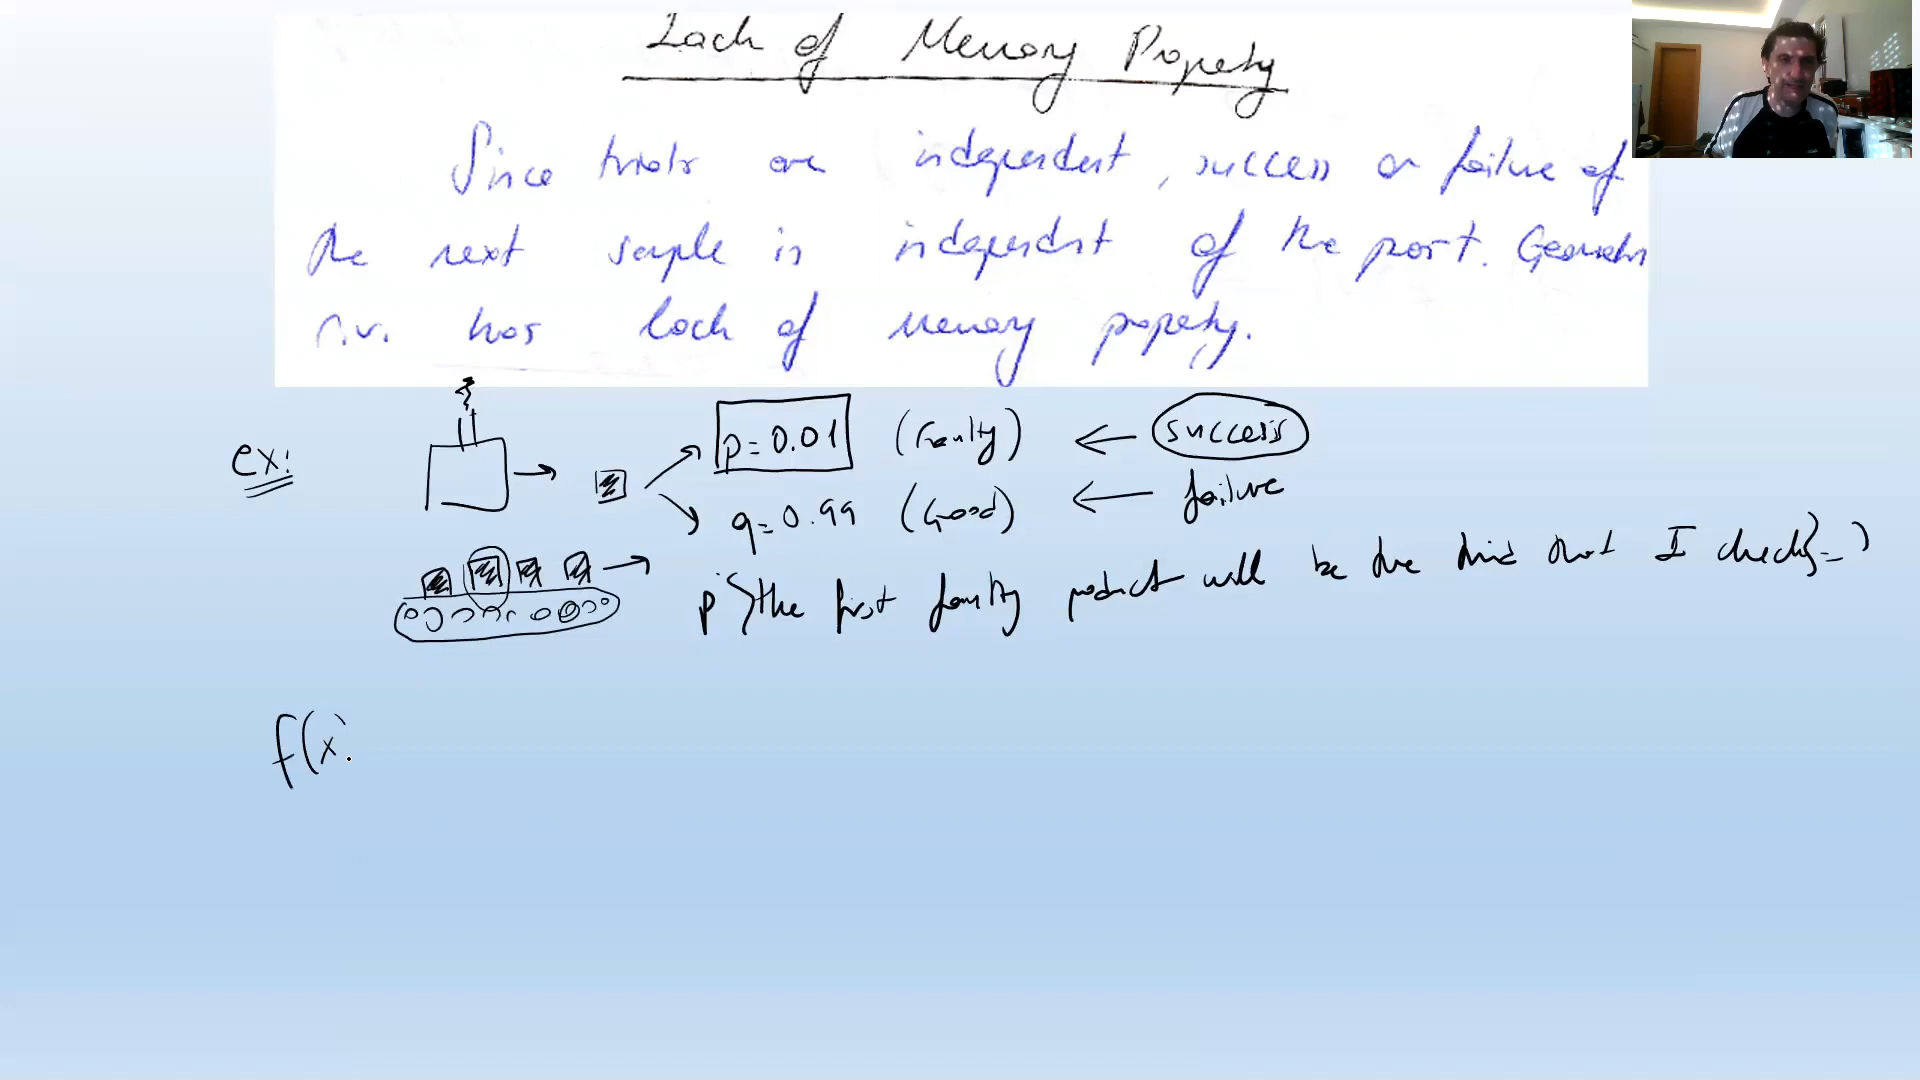 Lack of Memory Property
Since trials are independent, success or failure of
the next sample is independent of the past. Geometric
r.v. has lack of memory property.
ex:
p=0.01 (Faulty) ← success
q=0.99 (Good) ← failure
p{the first faulty product will be the third that I check}=?
f(x)